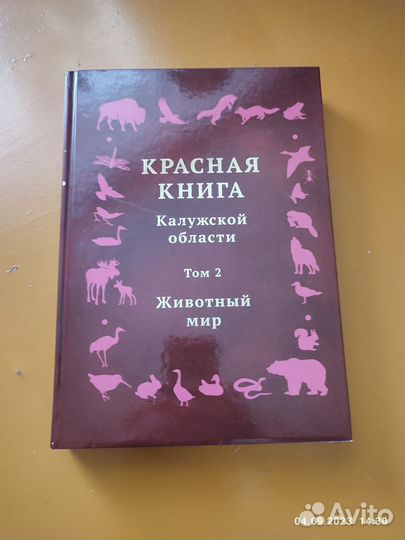 КРАСНАЯ
КНИГА
Калужской
области
Том 2
Животный
мир
Avito
04.09.2023 14:30